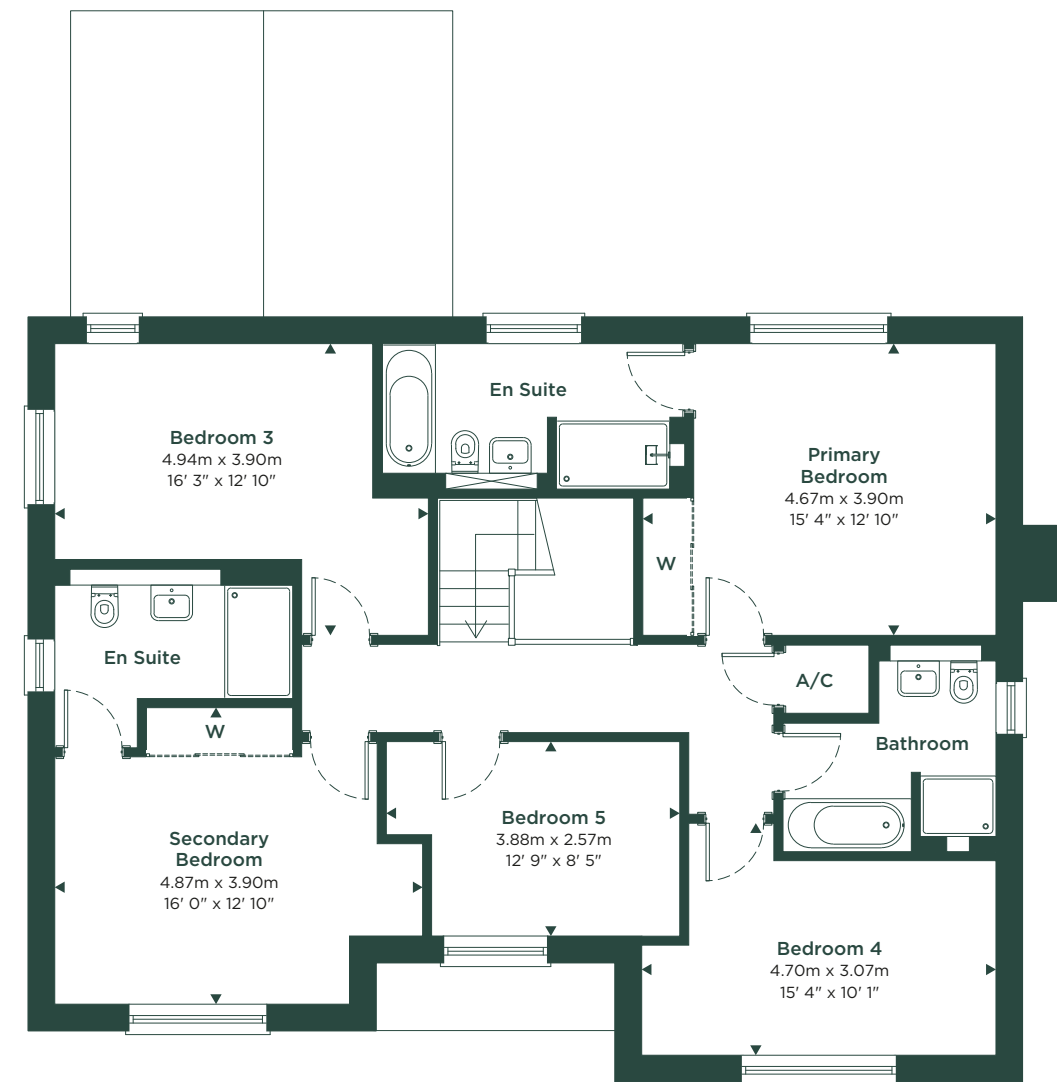 En Suite
Bedroom 3
4.94m x 3.90m
16' 3" x 12' 10"
Primary
Bedroom
4.67m x 3.90m
15' 4" x 12' 10"
W
En Suite
A/C
W
Bathroom
Secondary
Bedroom
4.87m x 3.90m
16' 0" x 12' 10"
Bedroom 5
3.88m x 2.57m
12' 9" x 8' 5"
Bedroom 4
4.70m x 3.07m
15' 4" x 10' 1"